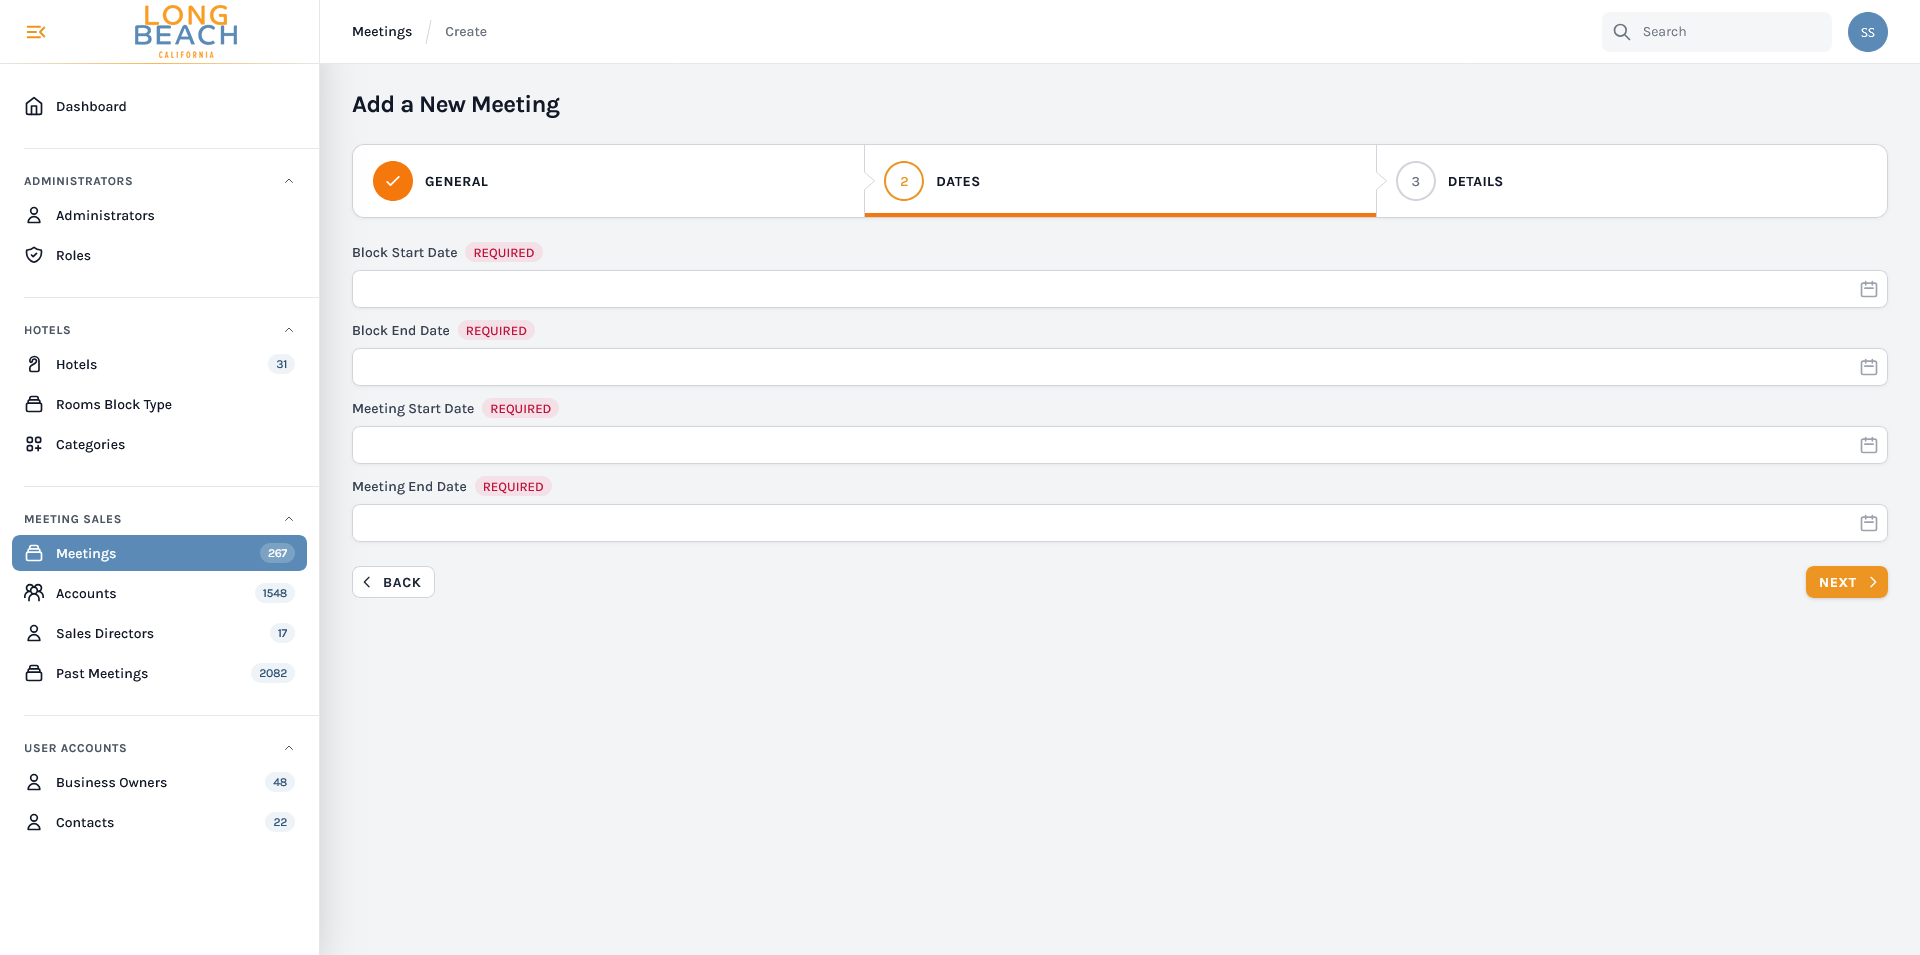 LONG
BEACH
CALIFORNIA
Meetings / Create
Search
SS
Dashboard
ADMINISTRATORS
Administrators
Roles
HOTELS
Hotels 31
Rooms Block Type
Categories
MEETING SALES
Meetings 267
Accounts 1548
Sales Directors 17
Past Meetings 2082
USER ACCOUNTS
Business Owners 48
Contacts 22
Add a New Meeting
GENERAL
2 DATES
3 DETAILS
Block Start Date REQUIRED
Block End Date REQUIRED
Meeting Start Date REQUIRED
Meeting End Date REQUIRED
BACK
NEXT